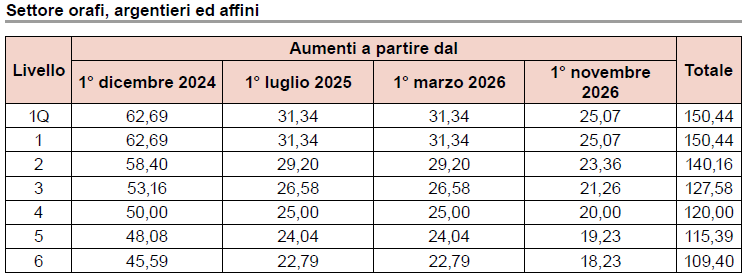 Settore orafi, argentieri ed affini
Livello Aumenti a partire dal Totale
1° dicembre 2024 1° luglio 2025 1° marzo 2026 1° novembre 2026
1Q 62,69 31,34 31,34 25,07 150,44
1 62,69 31,34 31,34 25,07 150,44
2 58,40 29,20 29,20 23,36 140,16
3 53,16 26,58 26,58 21,26 127,58
4 50,00 25,00 25,00 20,00 120,00
5 48,08 24,04 24,04 19,23 115,39
6 45,59 22,79 22,79 18,23 109,40